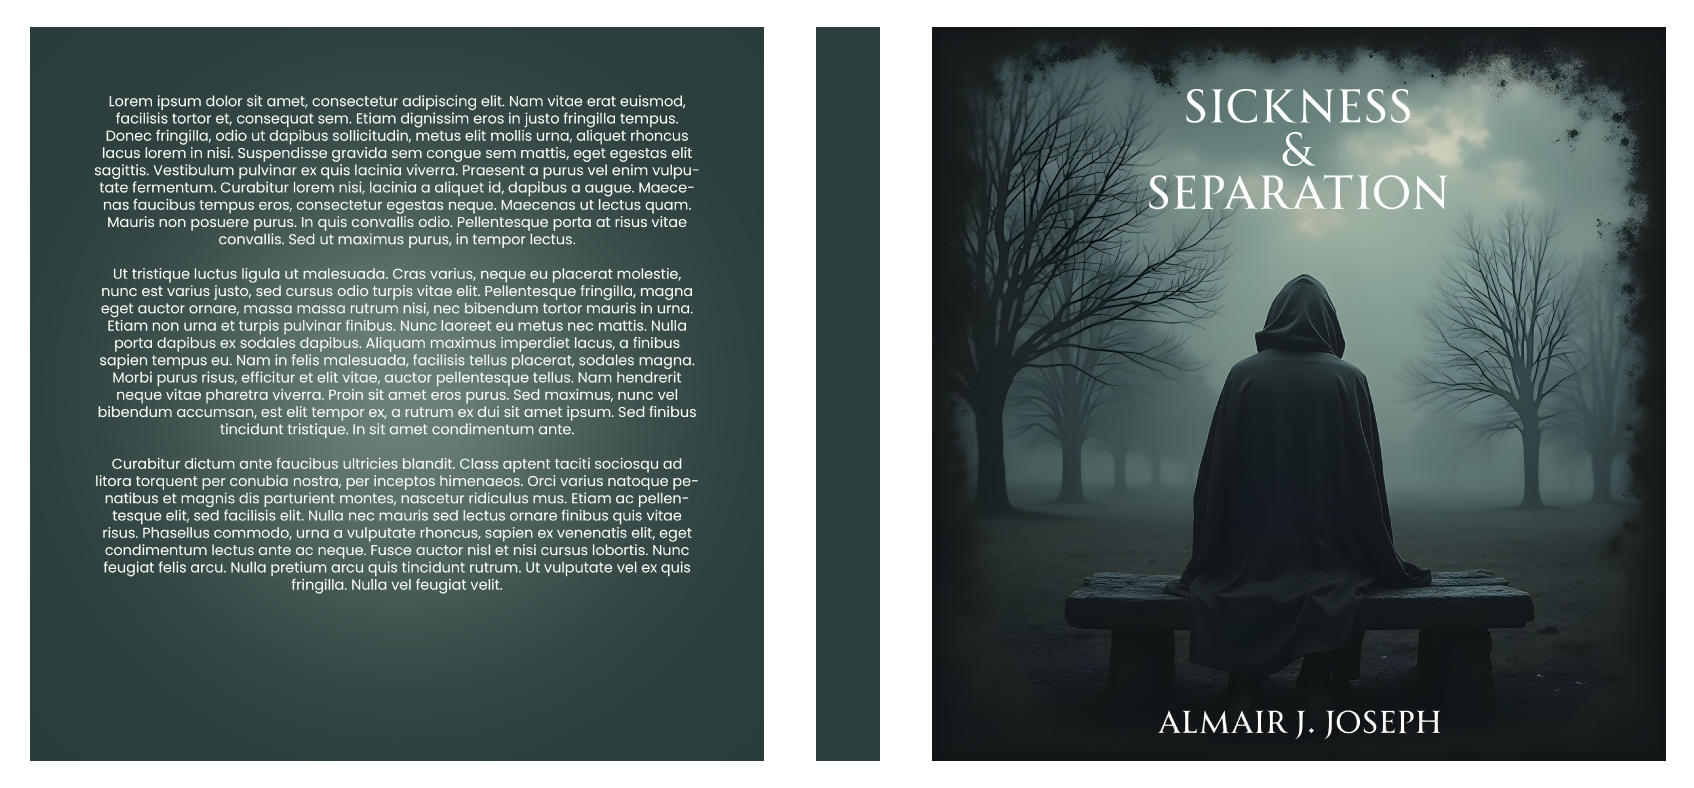 Lorem ipsum dolor sit amet, consectetur adipiscing elit. Nam vitae erat euismod,
facilisis tortor et, consequat sem. Etiam dignissim eros in justo fringilla tempus.
Donec fringilla, odio ut dapibus sollicitudin, metus elit mollis urna, aliquet rhoncus
lacus lorem in nisi. Suspendisse gravida sem congue sem mattis, eget egestas elit
sagittis. Vestibulum pulvinar ex quis lacinia viverra. Praesent a purus vel enim vulpu-
tate fermentum. Curabitur lorem nisi, lacinia a aliquet id, dapibus a augue. Maece-
nas faucibus tempus eros, consectetur egestas neque. Maecenas ut lectus quam.
Mauris non posuere purus. In quis convallis odio. Pellentesque porta at risus vitae
convallis. Sed ut maximus purus, in tempor lectus.
Ut tristique luctus ligula ut malesuada. Cras varius, neque eu placerat molestie,
nunc est varius justo, sed cursus odio turpis vitae elit. Pellentesque fringilla, magna
eget auctor ornare, massa massa rutrum nisi, nec bibendum tortor mauris in urna.
Etiam non urna et turpis pulvinar finibus. Nunc laoreet eu metus nec mattis. Nulla
porta dapibus ex sodales dapibus. Aliquam maximus imperdiet lacus, a finibus
sapien tempus eu. Nam in felis malesuada, facilisis tellus placerat, sodales magna.
Morbi purus risus, efficitur et elit vitae, auctor pellentesque tellus. Nam hendrerit
neque vitae pharetra viverra. Proin sit amet eros purus. Sed maximus, nunc vel
bibendum accumsan, est elit tempor ex, a rutrum ex dui sit amet ipsum. Sed finibus
tincidunt tristique. In sit amet condimentum ante.
Curabitur dictum ante faucibus ultricies blandit. Class aptent taciti sociosqu ad
litora torquent per conubia nostra, per inceptos himenaeos. Orci varius natoque pe-
natibus et magnis dis parturient montes, nascetur ridiculus mus. Etiam ac pellen-
tesque elit, sed facilisis elit. Nulla nec mauris sed lectus ornare finibus quis vitae
risus. Phasellus commodo, urna a vulputate rhoncus, sapien ex venenatis elit, eget
condimentum lectus ante ac neque. Fusce auctor nisl et nisi cursus lobortis. Nunc
feugiat felis arcu. Nulla pretium arcu quis tincidunt rutrum. Ut vulputate vel ex quis
fringilla. Nulla vel feugiat velit.
SICKNESS
&
SEPARATION
ALMAIR J. JOSEPH